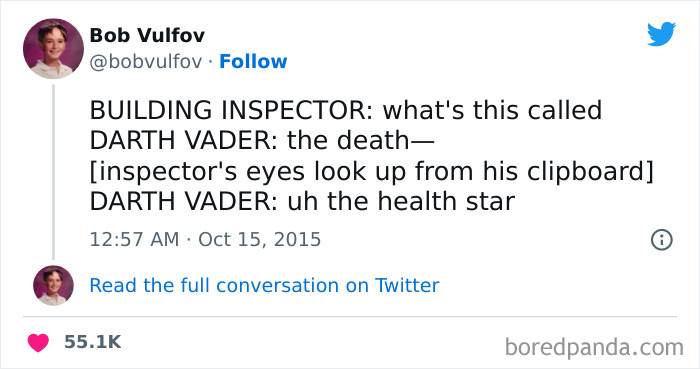 Bob Vulfov
@bobvulfov · Follow
BUILDING INSPECTOR: what's this called
DARTH VADER: the death—
[inspector's eyes look up from his clipboard]
DARTH VADER: uh the health star
12:57 AM · Oct 15, 2015
Read the full conversation on Twitter
55.1K
boredpanda.com